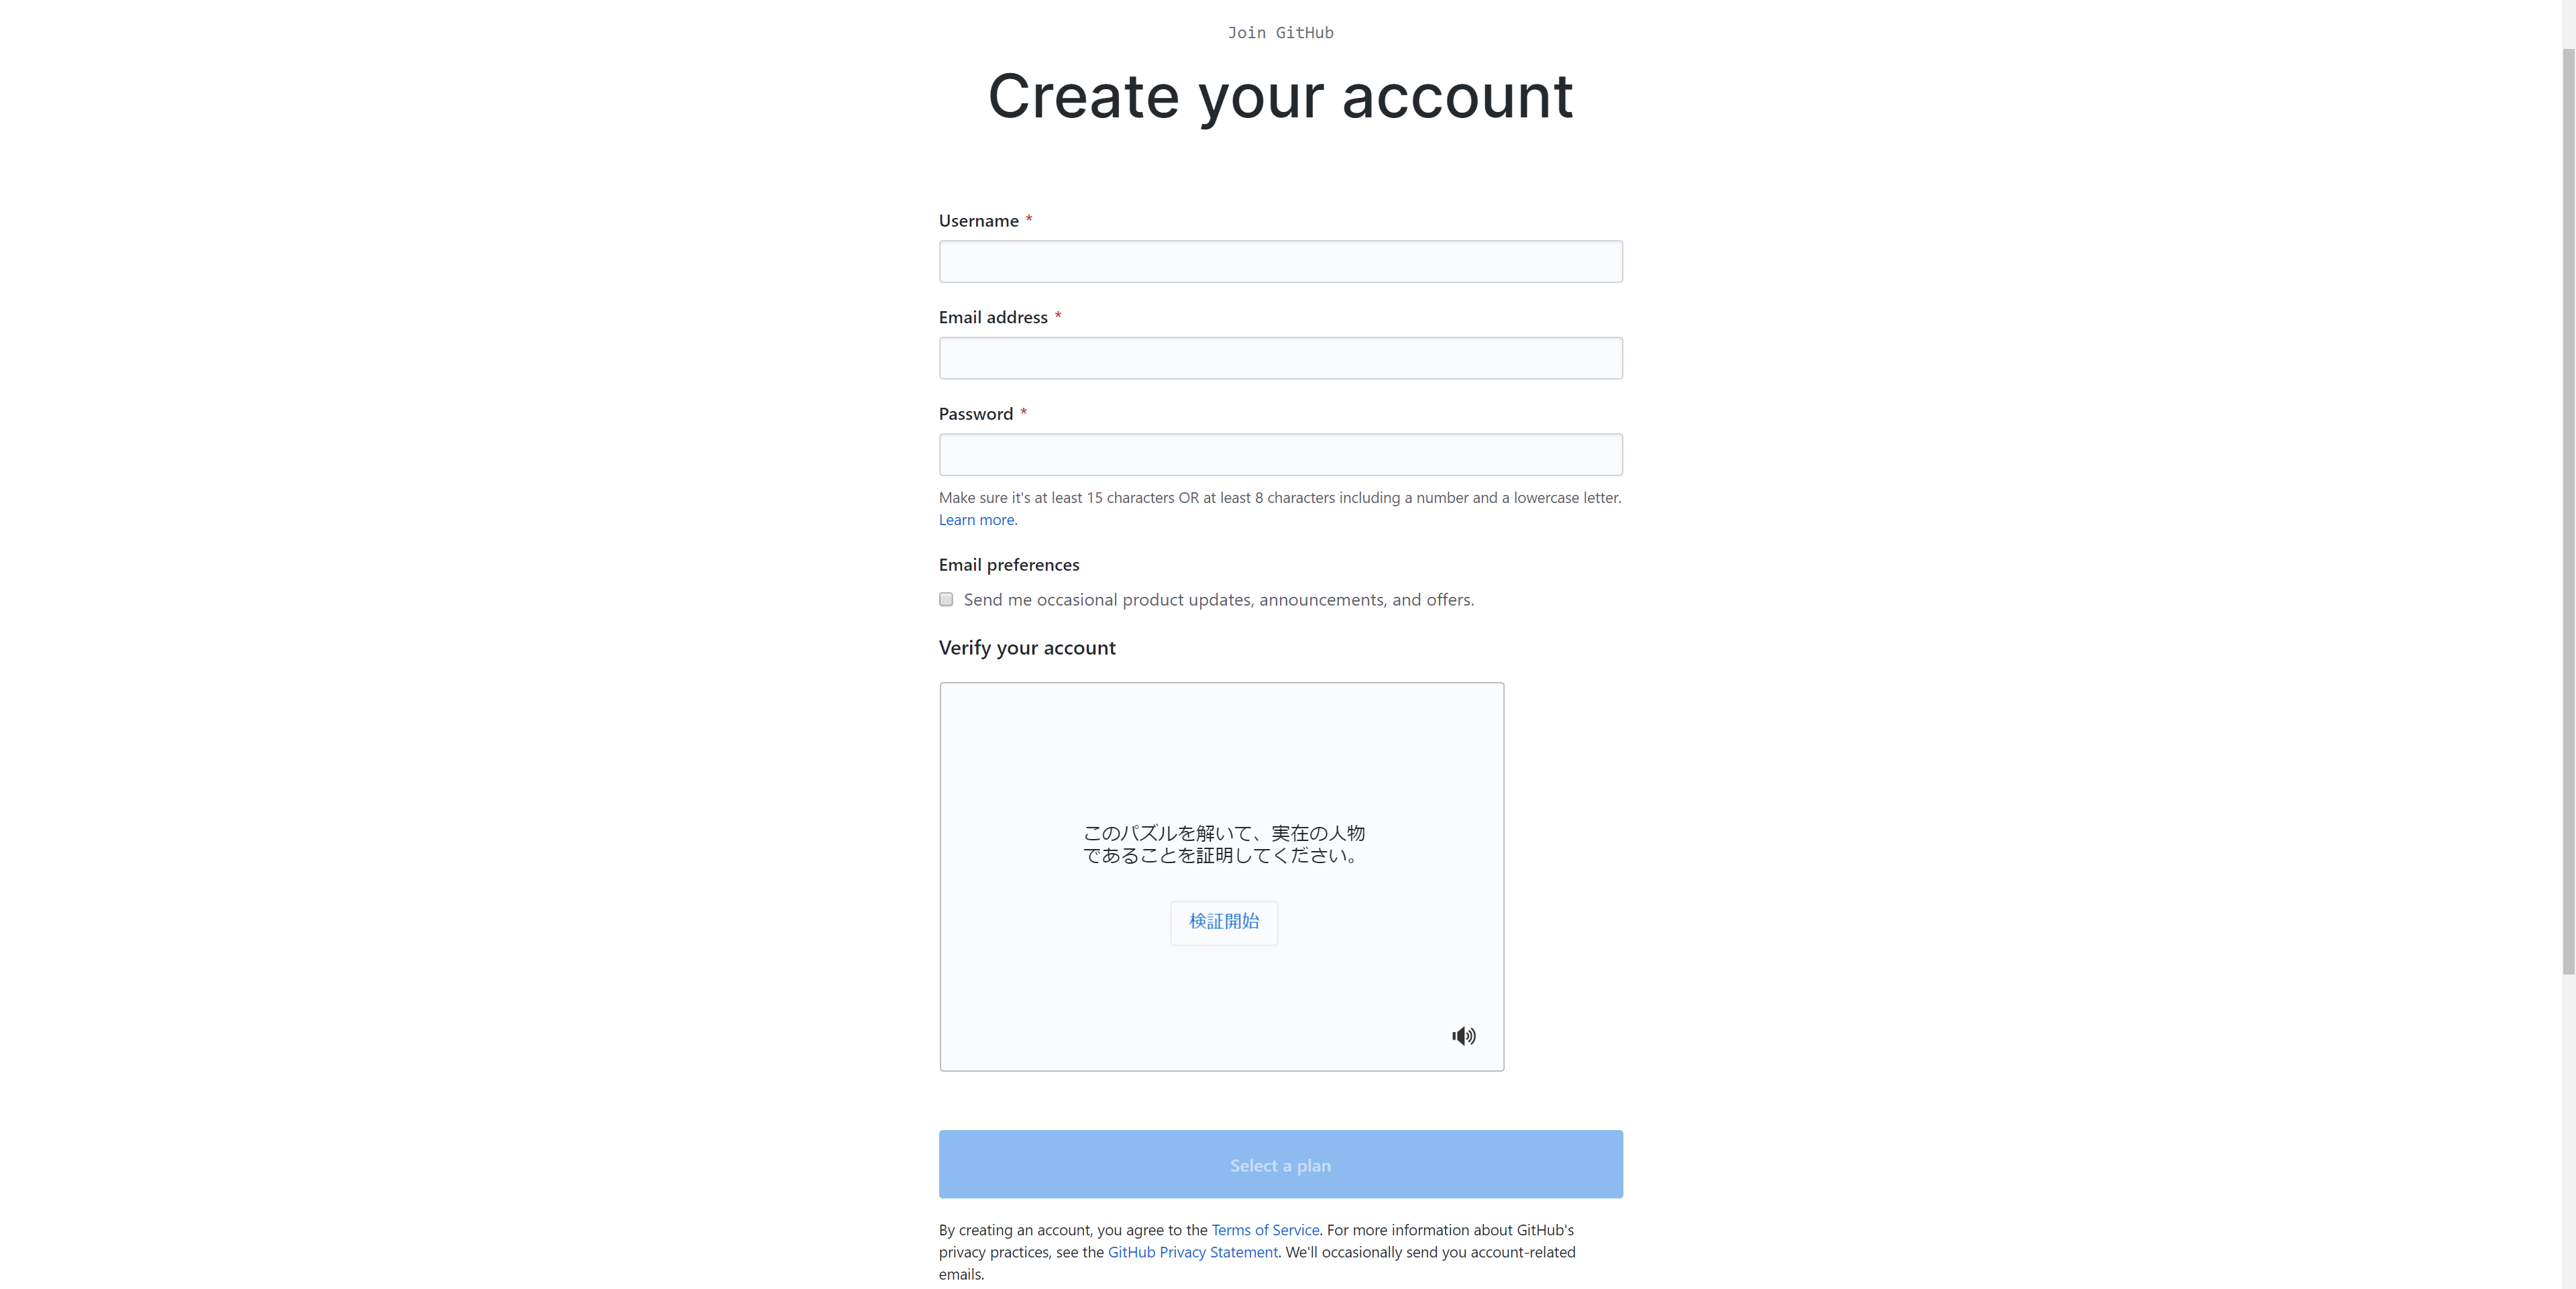 Join GitHub
Create your account
Username *
Email address *
Password *
Make sure it's at least 15 characters OR at least 8 characters including a number and a lowercase letter.
Learn more.
Email preferences
Send me occasional product updates, announcements, and offers.
Verify your account
このパズルを解いて、実在の人物
であることを証明してください。
検証開始
Select a plan
By creating an account, you agree to the Terms of Service. For more information about GitHub's
privacy practices, see the GitHub Privacy Statement. We'll occasionally send you account-related
emails.